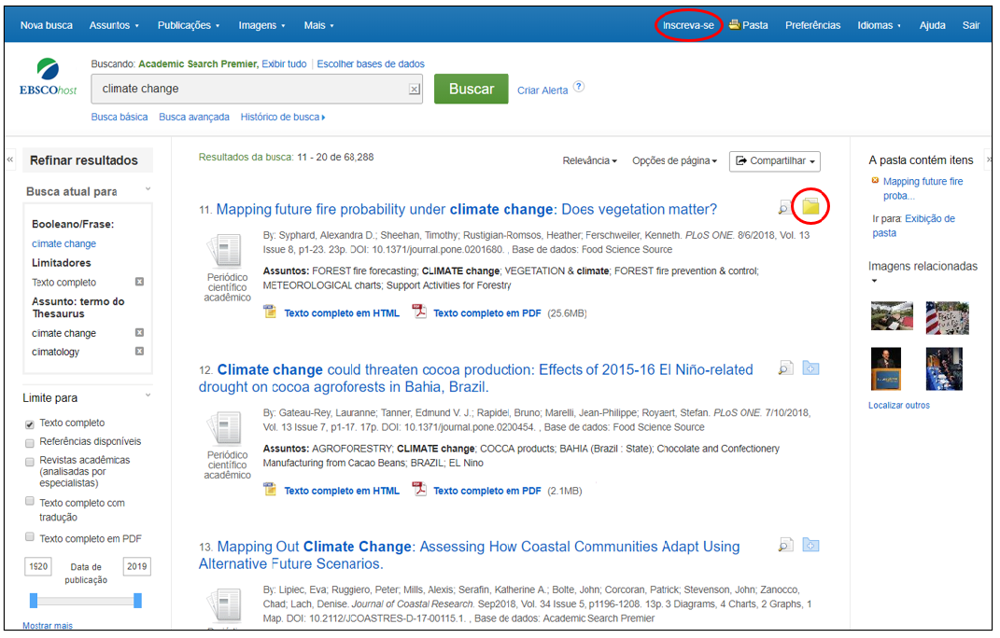 Nova busca Assuntos Publicações Imagens Mais Inscreva-se Pasta Preferências Idiomas Ajuda Sair
Buscando: Academic Search Premier, Exibir tudo | Escolher bases de dados
EBSCOhost
climate change Buscar Criar Alerta ?
Busca básica Busca avançada Histórico de busca
« Refinar resultados
Busca atual para
Booleano/Frase:
climate change
Limitadores
Texto completo
Assunto: termo do
Thesaurus
climate change
climatology
Limite para
Texto completo
Referências disponíveis
Revistas acadêmicas
(analisadas por
especialistas)
Texto completo com
tradução
Texto completo em PDF
1920 Data de publicação 2019
Mostrar mais
Resultados da busca: 11 - 20 de 68,288
Relevância Opções de página Compartilhar
11. Mapping future fire probability under climate change: Does vegetation matter?
By: Syphard, Alexandra D.; Sheehan, Timothy; Rustigian-Romsos, Heather; Ferschweiler, Kenneth. PLoS ONE. 8/6/2018, Vol. 13
Issue 8, p1-23. 23p. DOI: 10.1371/journal.pone.0201680. , Base de dados: Food Science Source
Periódico
científico
acadêmico
Assuntos: FOREST fire forecasting; CLIMATE change; VEGETATION & climate; FOREST fire prevention & control;
METEOROLOGICAL charts; Support Activities for Forestry
Texto completo em HTML Texto completo em PDF (25.6MB)
12. Climate change could threaten cocoa production: Effects of 2015-16 El Niño-related
drought on cocoa agroforests in Bahia, Brazil.
By: Gateau-Rey, Lauranne; Tanner, Edmund V. J.; Rapidel, Bruno; Marelli, Jean-Philippe; Royaert, Stefan. PLoS ONE. 7/10/2018,
Vol. 13 Issue 7, p1-17. 17p. DOI: 10.1371/journal.pone.0200454. , Base de cados: Food Science Source
Periódico
científico
acadêmico
Assuntos: AGROFORESTRY; CLIMATE change; COCOA products; BAHIA (Brazil : State); Chocolate and Confectionery
Manufacturing from Cacao Beans; BRAZIL; EL Nino
Texto completo em HTML Texto completo em PDF (2.1MB)
13. Mapping Out Climate Change: Assessing How Coastal Communities Adapt Using
Alternative Future Scenarios.
By: Lipiec, Eva; Ruggiero, Peter; Mills, Alexis; Serafin, Katherine A.; Bolte, John; Corcoran, Patrick; Stevenson, John; Zanocco,
Chad; Lach, Denise. Journal of Coastal Research. Sep2018, Vol. 34 Issue 5, p1196-1208. 13p. 3 Diagrams, 4 Charts, 2 Graphs, 1
Map. DOI: 10.2112/JCOASTRES-D-17-00115.1. , Base de dados: Academic Search Premier
A pasta contém itens »
Mapping future fire
proba...
Ir para: Exibição de
pasta
Imagens relacionadas
Localizar outros